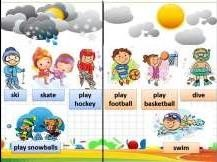 ski
skate
play
hockey
play
football
play
basketball
dive
play snowballs
swim